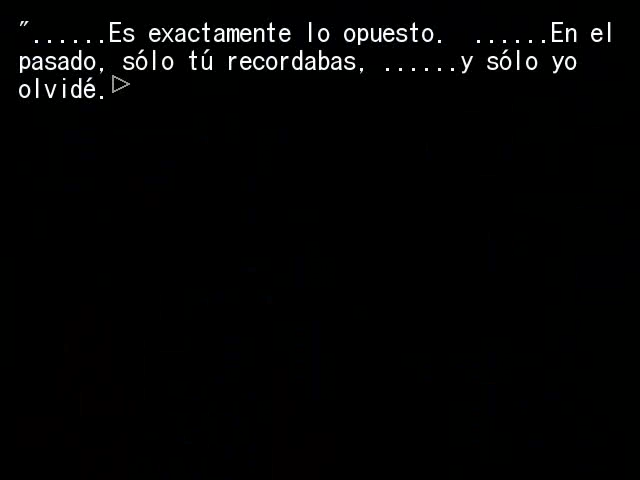 "......Es exactamente lo opuesto.  ......En el
pasado, sólo tú recordabas, ......y sólo yo
olvidé.